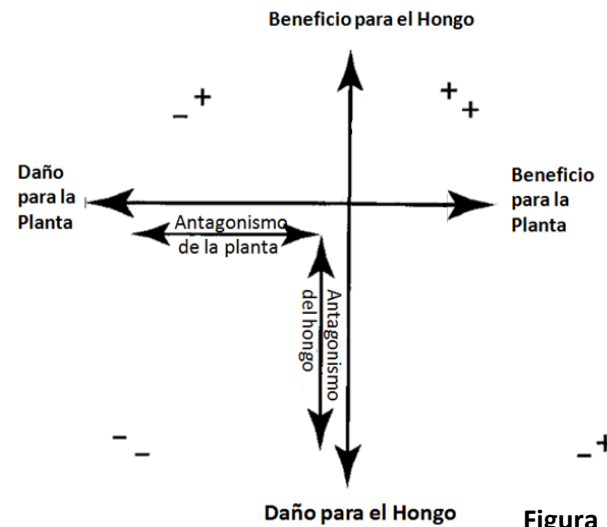 Beneficio para el Hongo
- +
+ +
Daño
para la
Planta
Beneficio
para la
Planta
Antagonismo
de la planta
Antagonismo
del hongo
- -
- +
Daño para el Hongo
Figura